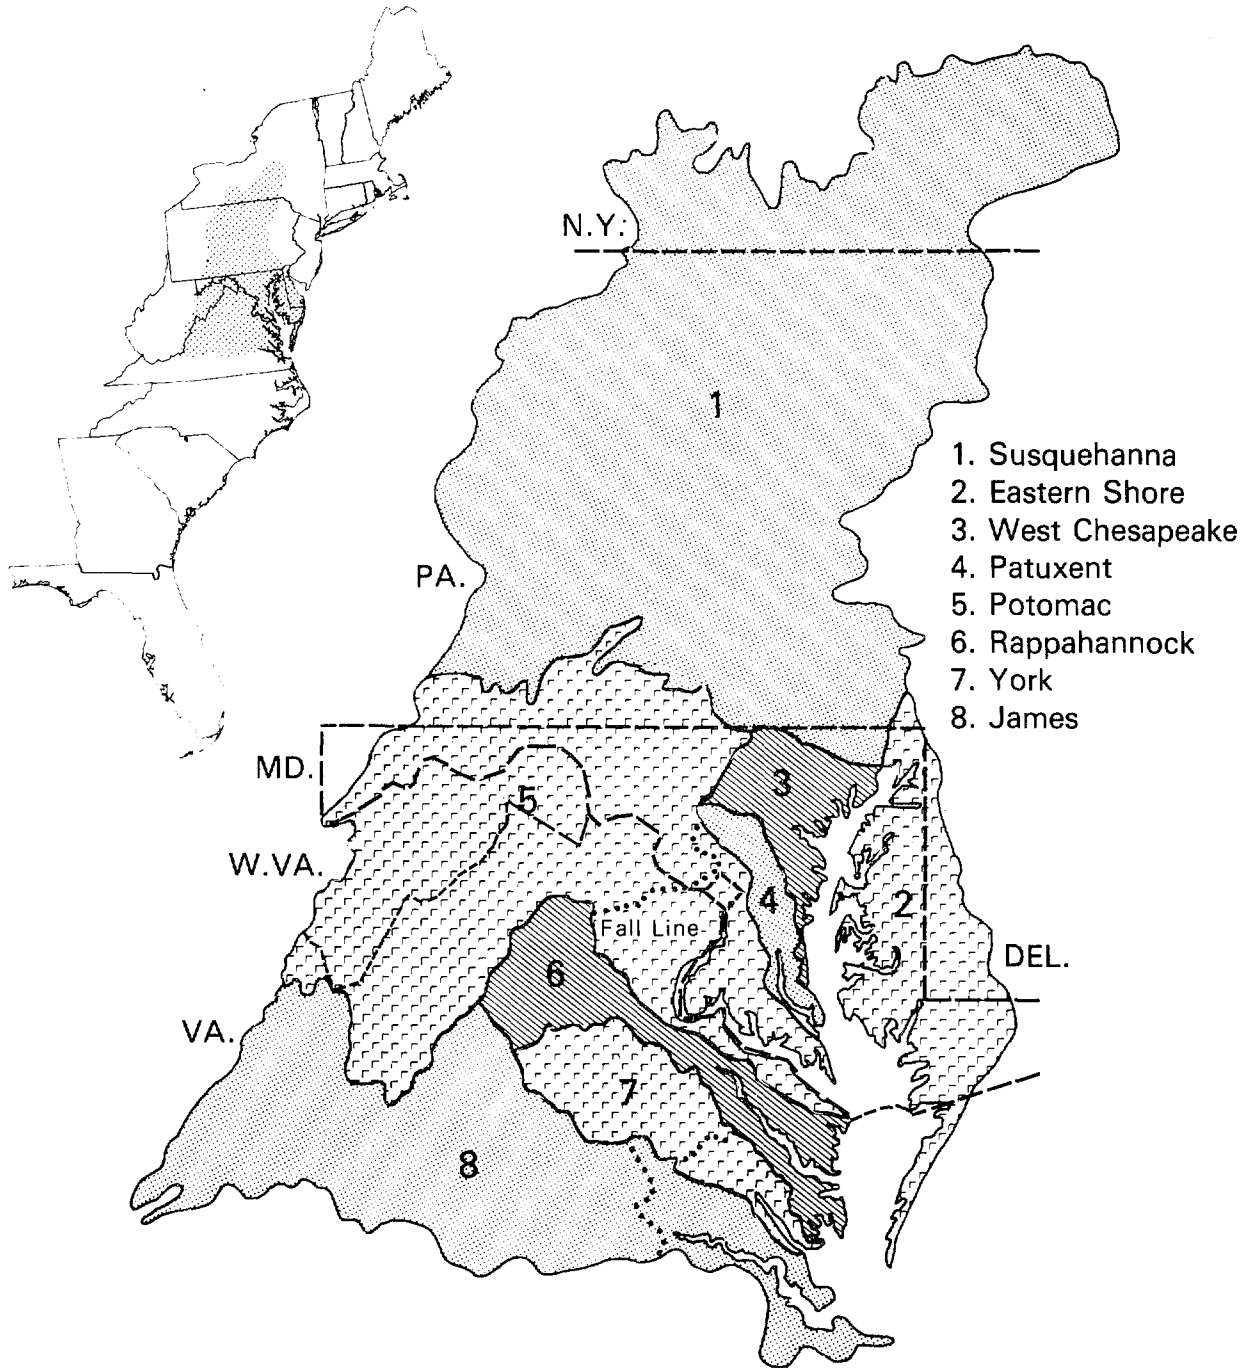 N.Y.:
1
1. Susquehanna
2. Eastern Shore
3. West Chesapeake
4. Patuxent
5. Potomac
6. Rappahannock
7. York
8. James
PA.
MD.
3
5
W.VA.
4
2
Fall Line
DEL.
6
VA.
7
8